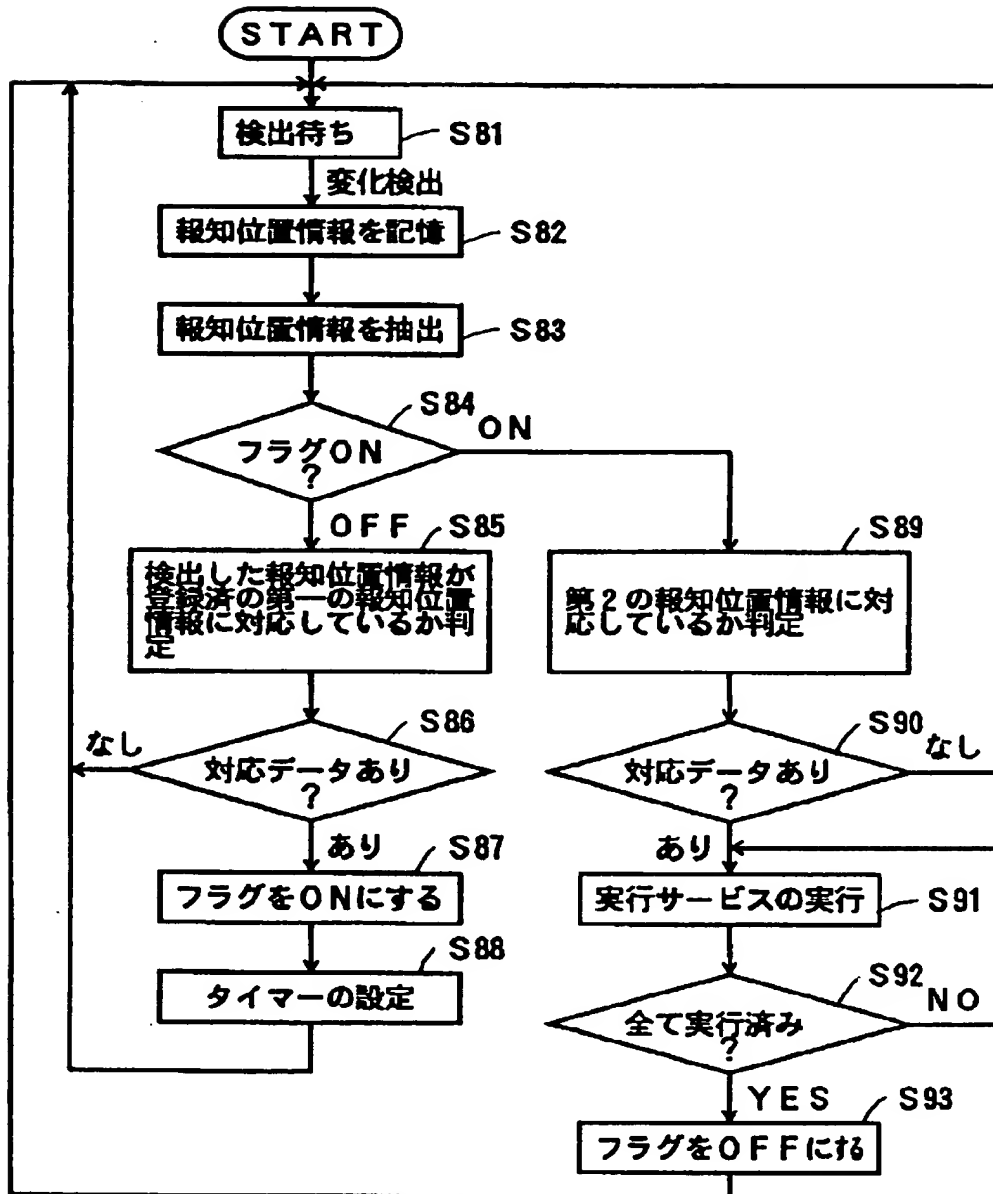 START
検出待ち
S81
変化検出
報知位置情報を記憶
S82
報知位置情報を抽出
S83
フラグON
?
S84
ON
OFF
S85
検出した報知位置情報が
登録済の第一の報知位置
情報に対応しているか判
定
対応データあり
?
S86
なし
あり
S87
フラグをONにする
S88
タイマーの設定
S89
第2の報知位置情報に対
応しているか判定
S90
対応データあり
?
なし
あり
実行サービスの実行
S91
S92
全て実行済み
?
NO
YES
S93
フラグをOFFにる